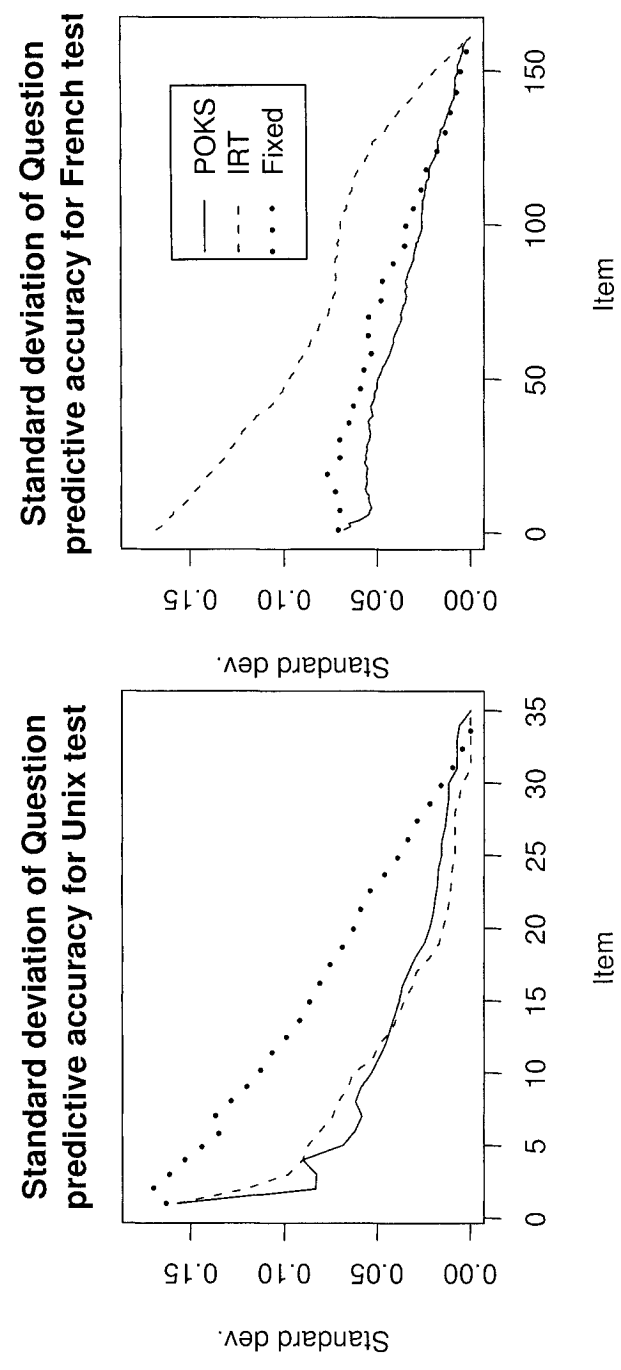 Standard deviation of Question
predictive accuracy for Unix test
Standard dev.
0.00 0.05 0.10 0.15
0 5 10 15 20 25 30 35
Item
Standard deviation of Question
predictive accuracy for French test
POKS
IRT
Fixed
Standard dev.
0.00 0.05 0.10 0.15
0 50 100 150
Item